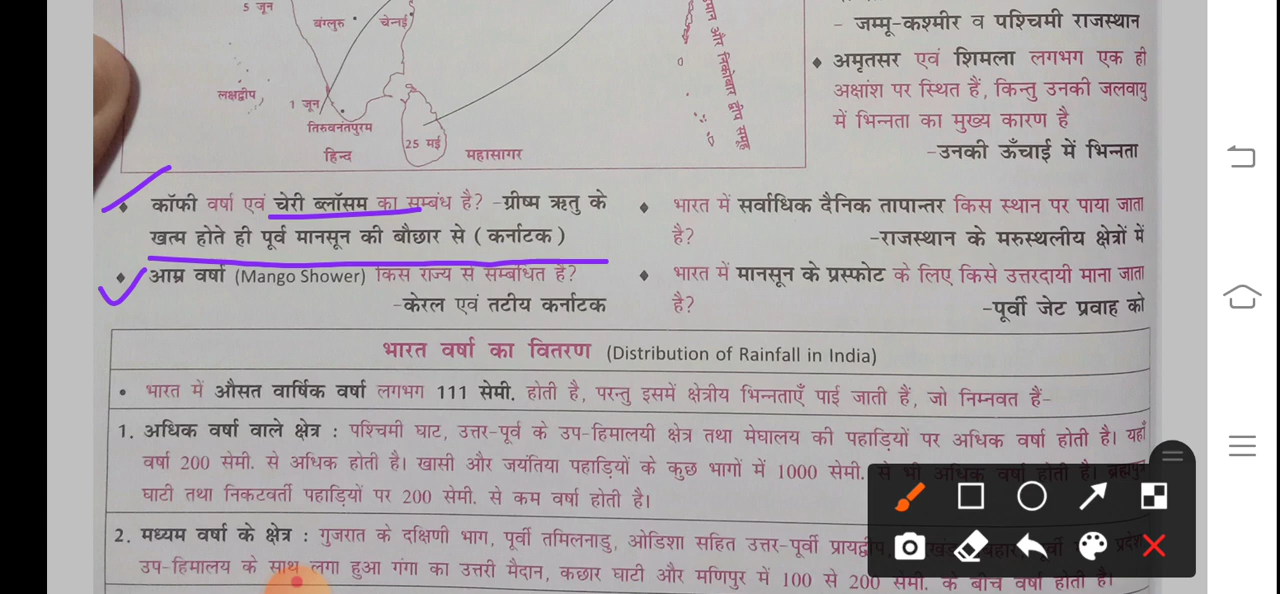 5 जून
बंगलुरु
चेन्नई
लक्षद्वीप
1 जून
तिरुवनंतपुरम
25 मई
हिन्द
महासागर
मान और निकोबार द्वीप समूह
- जम्मू-कश्मीर व पश्चिमी राजस्थान
♦ अमृतसर एवं शिमला लगभग एक ही
अक्षांश पर स्थित हैं, किन्तु उनकी जलवायु
में भिन्नता का मुख्य कारण है
-उनकी ऊँचाई में भिन्नता
♦ कॉफी वर्षा एवं चेरी ब्लॉसम का सम्बंध है? -ग्रीष्म ऋतु के
खत्म होते ही पूर्व मानसून की बौछार से ( कर्नाटक )
♦ आम्र वर्षा (Mango Shower) किस राज्य से सम्बंधित है?
-केरल एवं तटीय कर्नाटक
♦ भारत में सर्वाधिक दैनिक तापान्तर किस स्थान पर पाया जाता
है? -राजस्थान के मरुस्थलीय क्षेत्रों में
♦ भारत में मानसून के प्रस्फोट के लिए किसे उत्तरदायी माना जाता
है? -पूर्वी जेट प्रवाह को
भारत वर्षा का वितरण (Distribution of Rainfall in India)
• भारत में औसत वार्षिक वर्षा लगभग 111 सेमी. होती है, परन्तु इसमें क्षेत्रीय भिन्नताएँ पाई जाती हैं, जो निम्नवत हैं-
1. अधिक वर्षा वाले क्षेत्र : पश्चिमी घाट, उत्तर-पूर्व के उप-हिमालयी क्षेत्र तथा मेघालय की पहाड़ियों पर अधिक वर्षा होती है। यहाँ
वर्षा 200 सेमी. से अधिक होती है। खासी और जयंतिया पहाड़ियों के कुछ भागों में 1000 सेमी. से भी अधिक वर्षा होती है। ब्रह्मपुत्र
घाटी तथा निकटवर्ती पहाड़ियों पर 200 सेमी. से कम वर्षा होती है।
2. मध्यम वर्षा के क्षेत्र : गुजरात के दक्षिणी भाग, पूर्वी तमिलनाडु, ओडिशा सहित उत्तर-पूर्वी प्रायद्वीप,
उप-हिमालय के साथ लगा हुआ गंगा का उत्तरी मैदान, कछार घाटी और मणिपुर में 100 से 200 सेमी. के बीच वर्षा होती है।